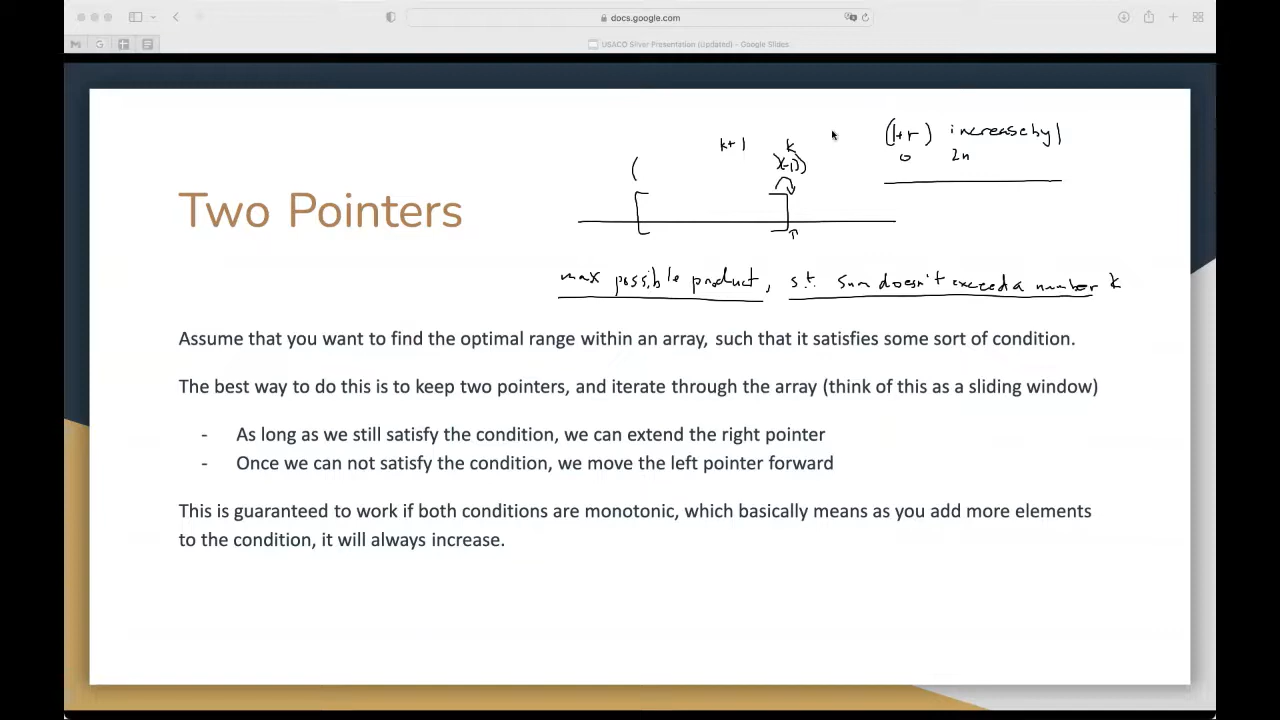 docs.google.com
USACO Silver Presentation (Updated) - Google Slides
k+1 k
(l+r) increase by 1
( )(-1))
0 2n
Two Pointers
max possible product, s.t. sum doesn't exceed a number k
Assume that you want to find the optimal range within an array, such that it satisfies some sort of condition.
The best way to do this is to keep two pointers, and iterate through the array (think of this as a sliding window)
- As long as we still satisfy the condition, we can extend the right pointer
- Once we can not satisfy the condition, we move the left pointer forward
This is guaranteed to work if both conditions are monotonic, which basically means as you add more elements
to the condition, it will always increase.